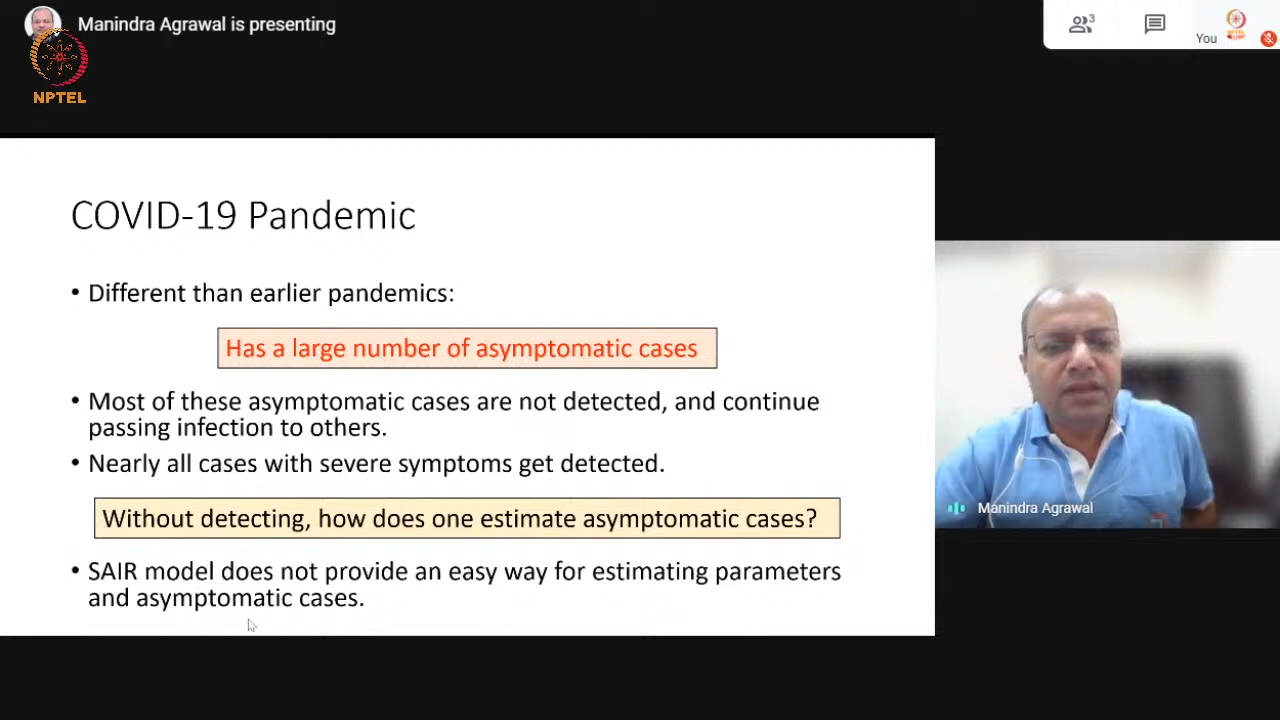 Manindra Agrawal is presenting
3
You
NPTEL
COVID-19 Pandemic
• Different than earlier pandemics:
Has a large number of asymptomatic cases
• Most of these asymptomatic cases are not detected, and continue
passing infection to others.
• Nearly all cases with severe symptoms get detected.
Without detecting, how does one estimate asymptomatic cases?
• SAIR model does not provide an easy way for estimating parameters
and asymptomatic cases.
Manindra Agrawal